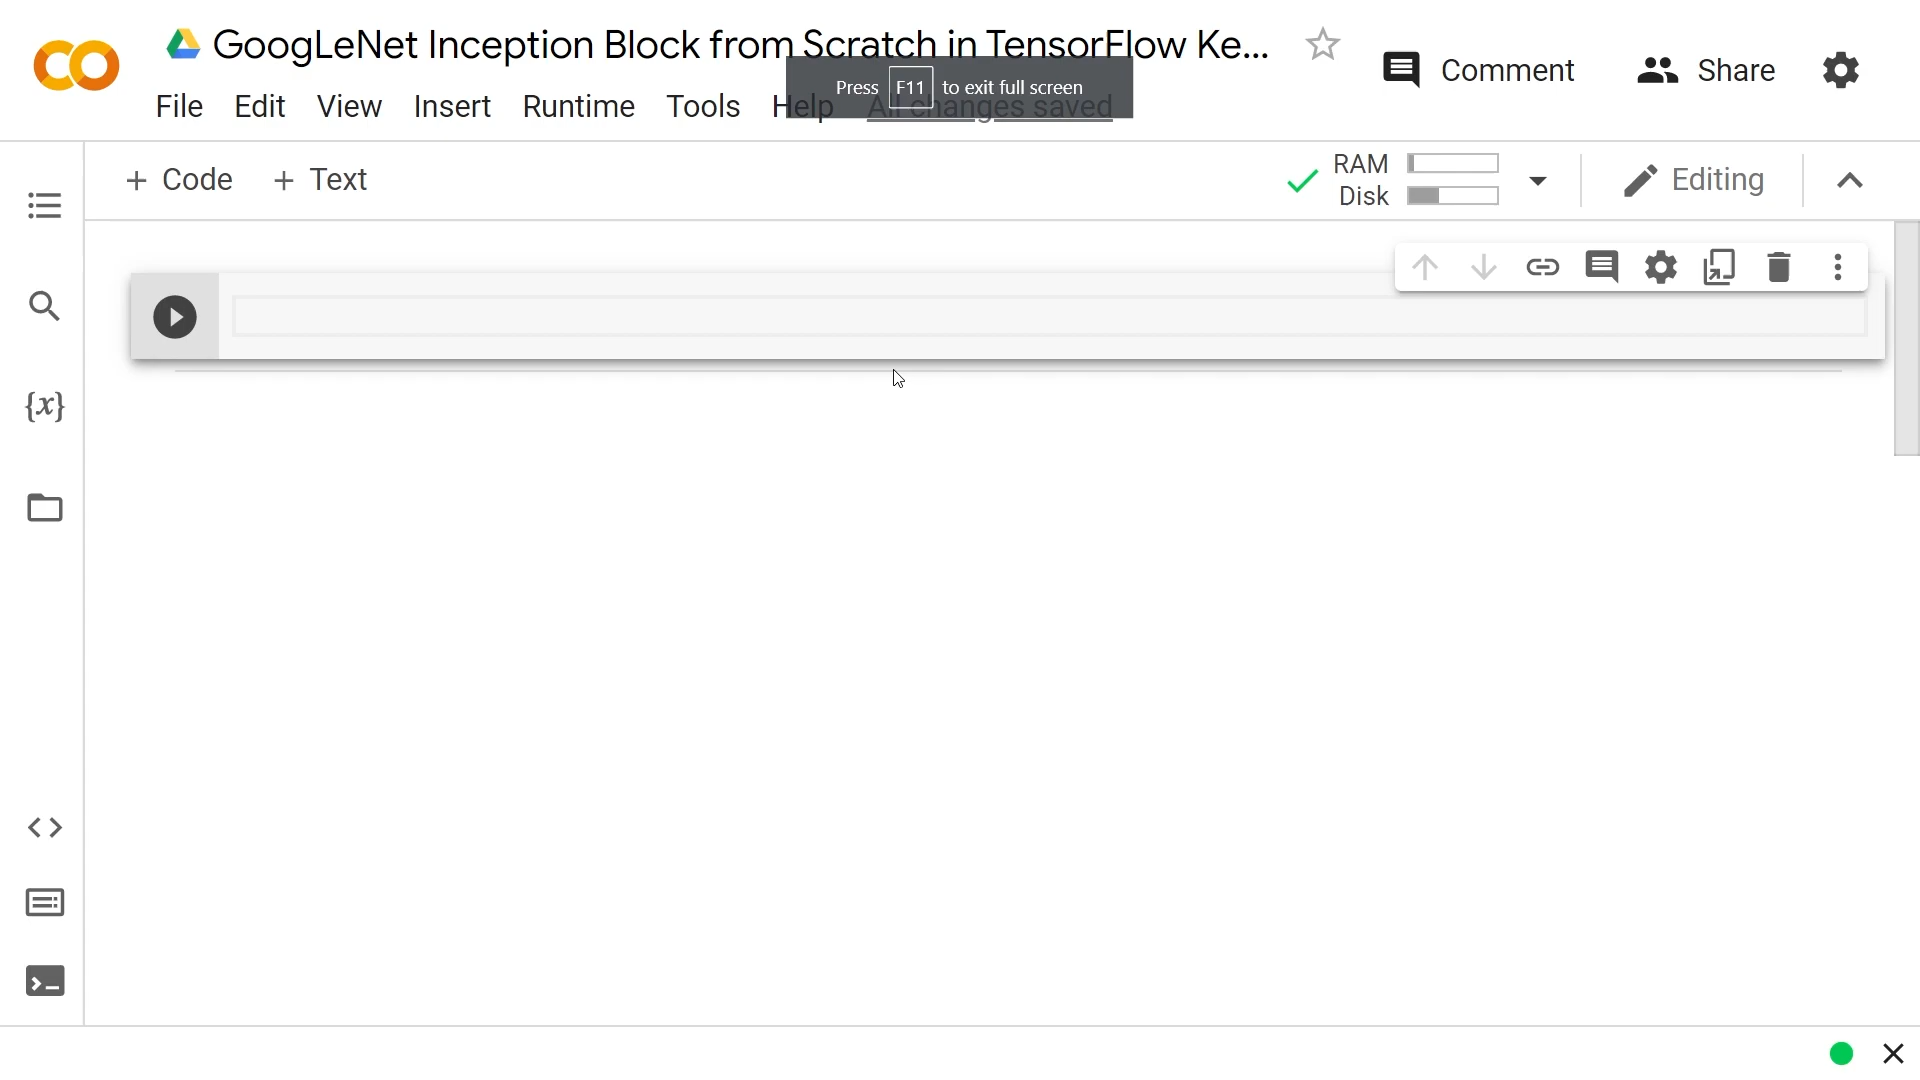 GoogLeNet Inception Block from Scratch in TensorFlow Ke...
Comment
Share
Press F11 to exit full screen
File Edit View Insert Runtime Tools Help All changes saved
+ Code + Text
RAM
Disk
Editing
{x}